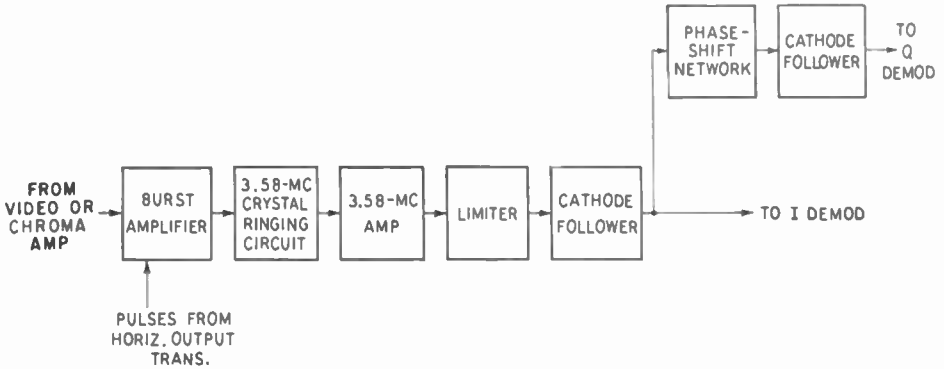 PHASE-
SHIFT
NETWORK
CATHODE
FOLLOWER
TO
Q
DEMOD
FROM
VIDEO OR
CHROMA
AMP
BURST
AMPLIFIER
3.58-MC
CRYSTAL
RINGING
CIRCUIT
3.58-MC
AMP
LIMITER
CATHODE
FOLLOWER
TO I DEMOD
PULSES FROM
HORIZ. OUTPUT
TRANS.